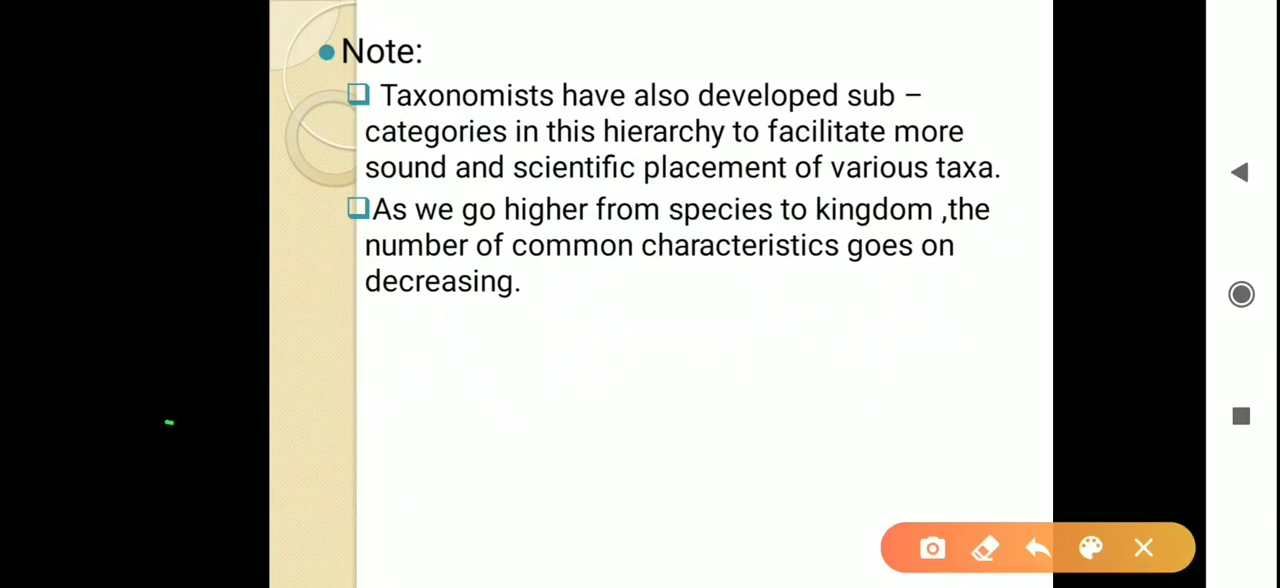 Note:
Taxonomists have also developed sub –
categories in this hierarchy to facilitate more
sound and scientific placement of various taxa.
As we go higher from species to kingdom ,the
number of common characteristics goes on
decreasing.